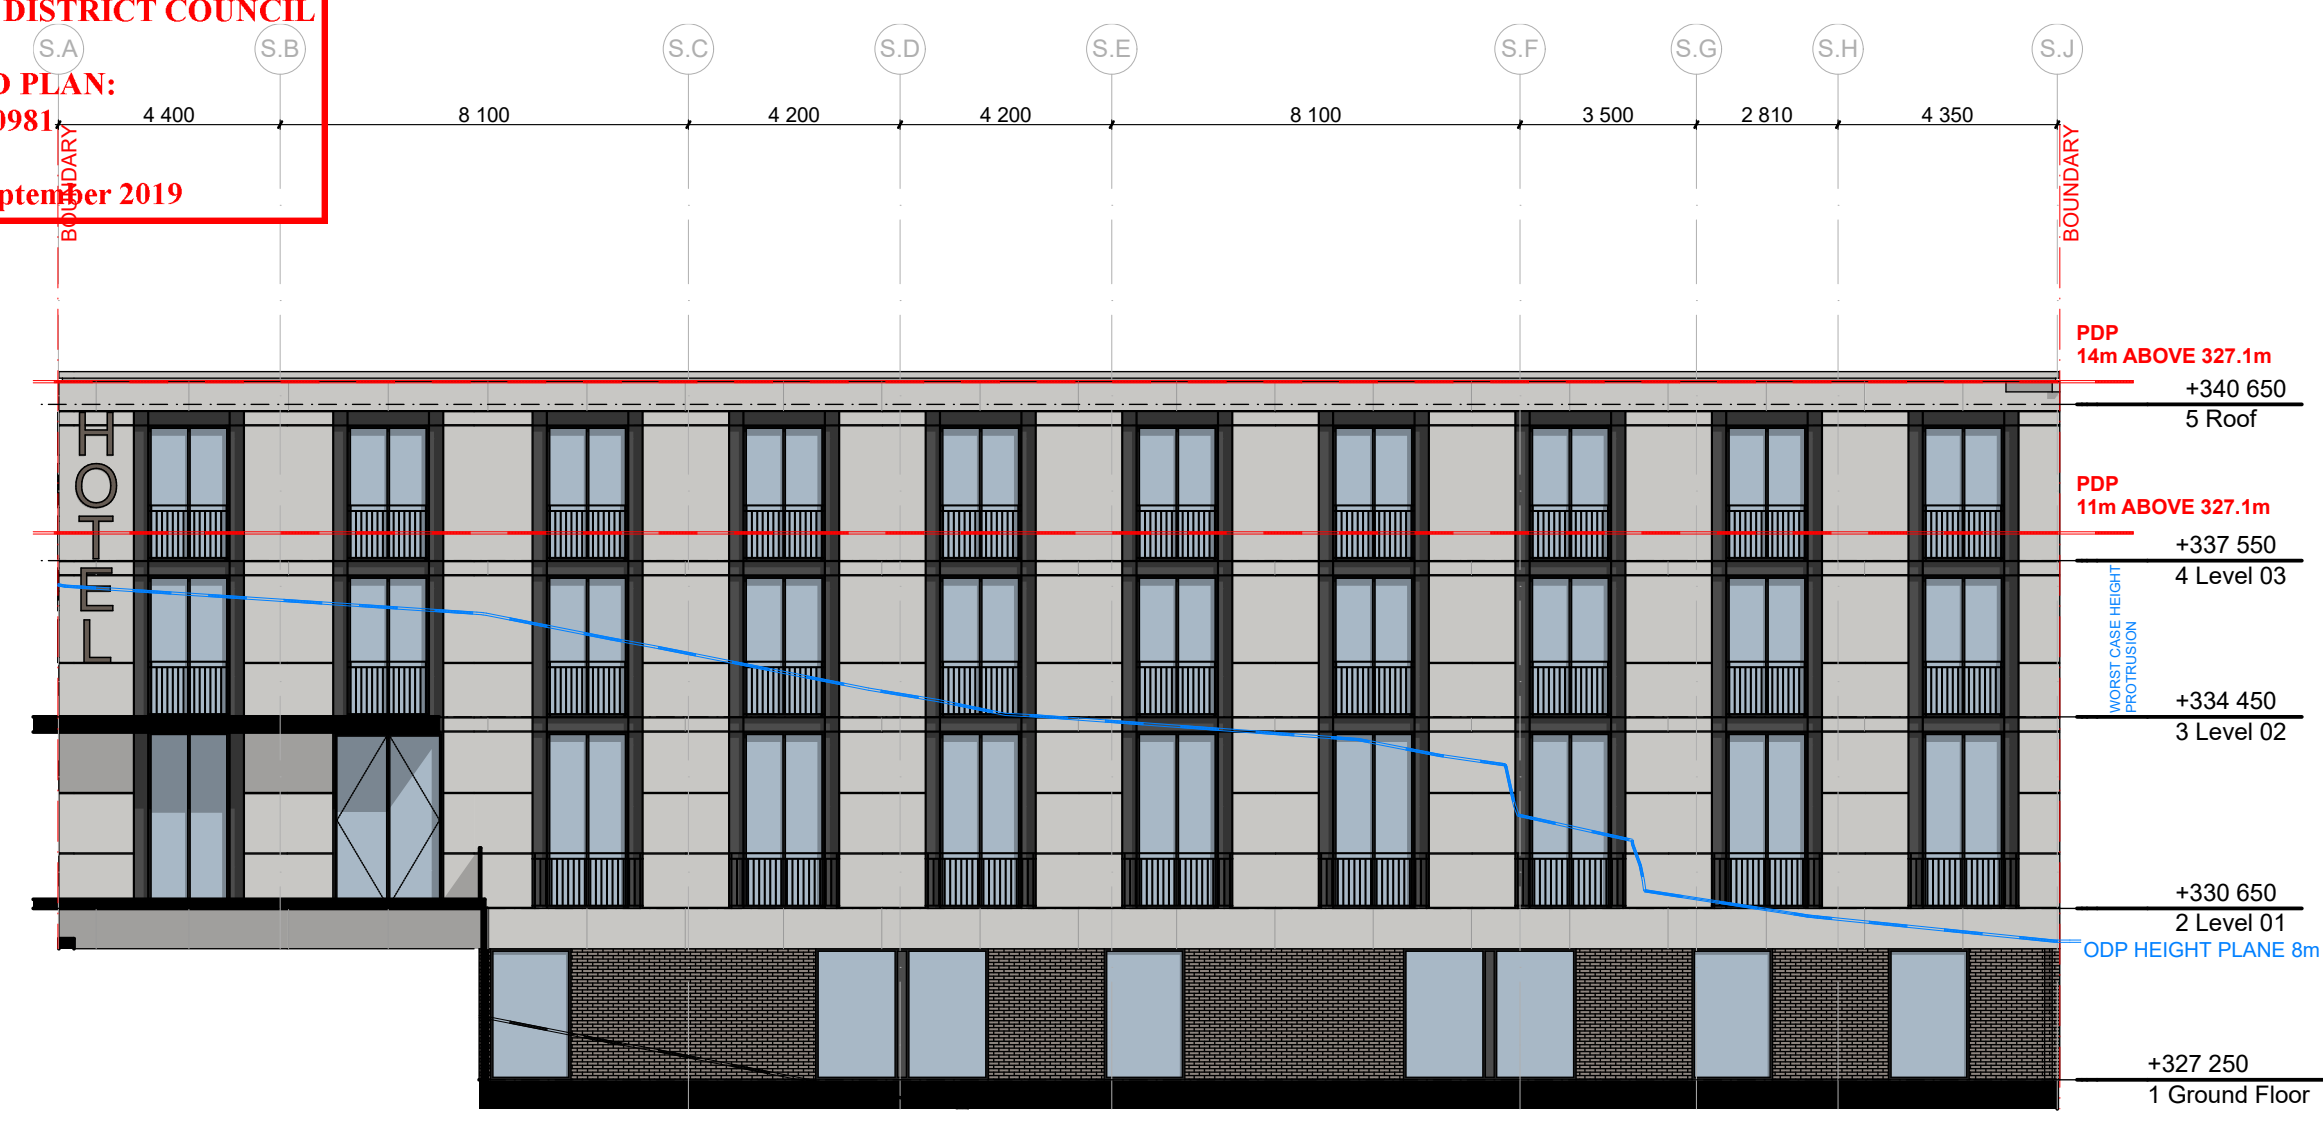 DISTRICT COUNCIL
PLAN:
0981
September 2019
S.A
S.B
S.C
S.D
S.E
S.F
S.G
S.H
S.J
4 400
8 100
4 200
4 200
8 100
3 500
2 810
4 350
BOUNDARY
BOUNDARY
HOTEL
PDP
14m ABOVE 327.1m
+340 650
5 Roof
PDP
11m ABOVE 327.1m
+337 550
4 Level 03
WORST CASE HEIGHT
PROTRUSION
+334 450
3 Level 02
+330 650
2 Level 01
ODP HEIGHT PLANE 8m
+327 250
1 Ground Floor